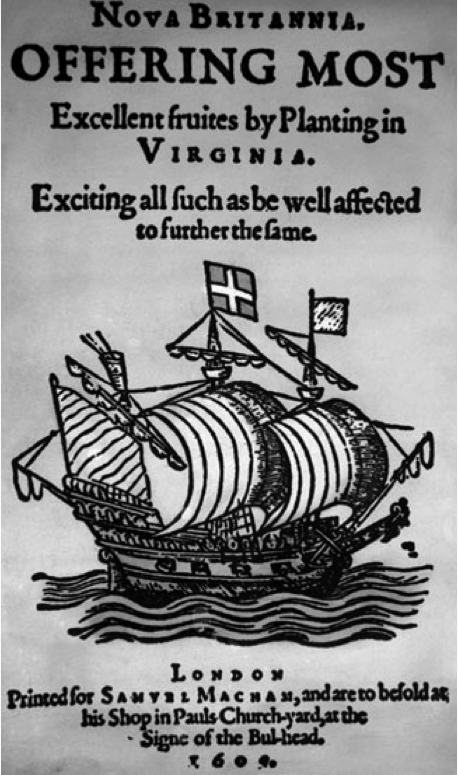 NOVA BRITANNIA.
OFFERING MOST
Excellent fruites by Planting in
VIRGINIA.
Exciting all ſuch as be well affected
to further the ſame.
LONDON
Printed for SAMVEL MACHAM, and are to beſold at
his Shop in Pauls Church-yard, at the
Signe of the Bul-head.
1609.